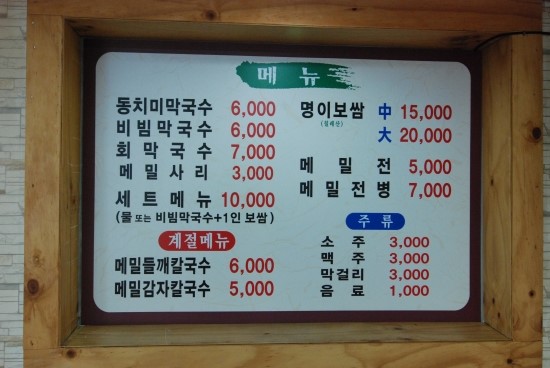 메뉴
동치미막국수 6,000
비빔막국수 6,000
회막국수 7,000
메밀사리 3,000
세트메뉴 10,000
(물 또는 비빔막국수+1인 보쌈)
계절메뉴
메밀들깨칼국수 6,000
메밀감자칼국수 5,000
명이보쌈 中 15,000
大 20,000
메밀전 5,000
메밀전병 7,000
주류
소주 3,000
맥주 3,000
막걸리 3,000
음료 1,000